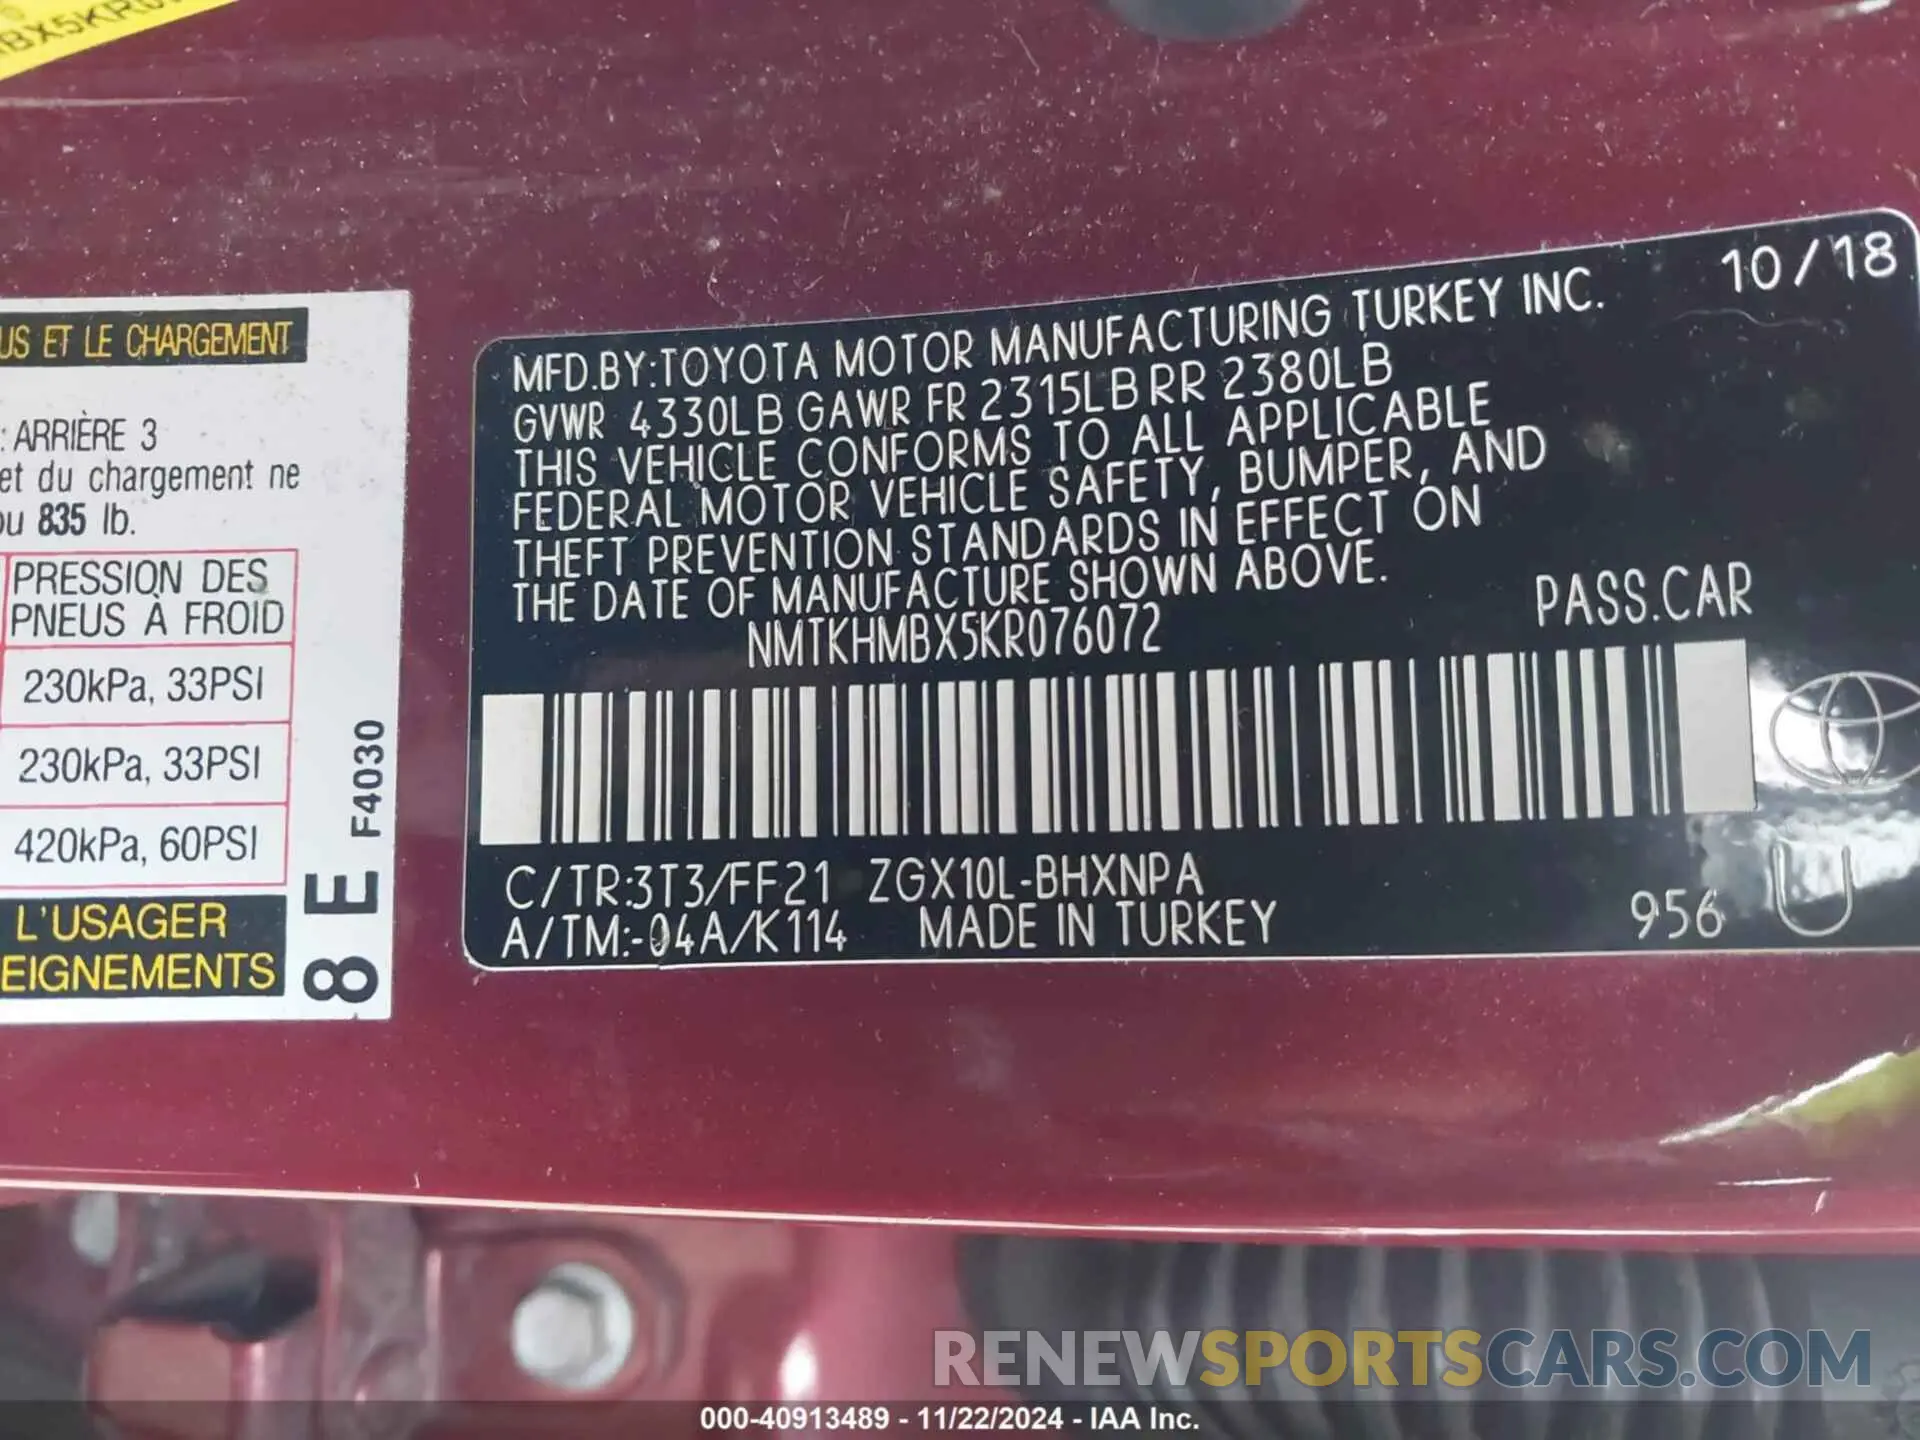 BX5KR0
US ET LE CHARGEMENT
: ARRIÈRE 3
et du chargement ne
ou 835 lb.
PRESSION DES
PNEUS À FROID
230kPa, 33PSI
230kPa, 33PSI
420kPa, 60PSI
L'USAGER
EIGNEMENTS
8 E F4030
10/18
MFD.BY:TOYOTA MOTOR MANUFACTURING TURKEY INC.
GVWR 4330LB GAWR FR 2315LB RR 2380LB
THIS VEHICLE CONFORMS TO ALL APPLICABLE
FEDERAL MOTOR VEHICLE SAFETY, BUMPER, AND
THEFT PREVENTION STANDARDS IN EFFECT ON
THE DATE OF MANUFACTURE SHOWN ABOVE.
NMTKHMBX5KR076072
PASS.CAR
C/TR:3T3/FF21 ZGX10L-BHXNPA
A/TM:-04A/K114 MADE IN TURKEY
956 U
RENEWSPORTSCARS.COM
000-40913489 - 11/22/2024 - IAA Inc.